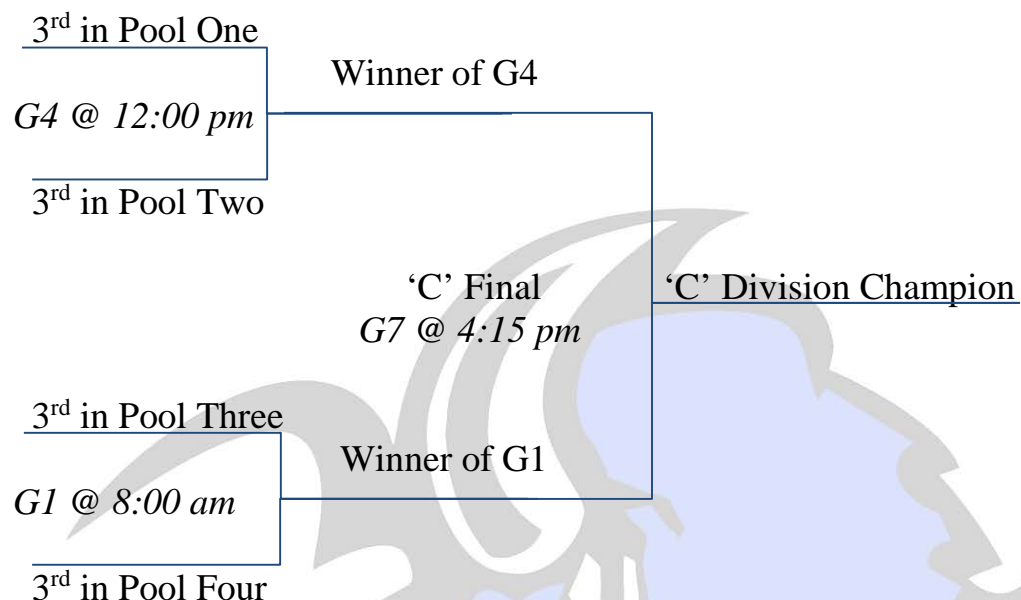 3rd in Pool One
Winner of G4
G4 @ 12:00 pm
3rd in Pool Two
‘C’ Final
‘C’ Division Champion
G7 @ 4:15 pm
3rd in Pool Three
Winner of G1
G1 @ 8:00 am
3rd in Pool Four